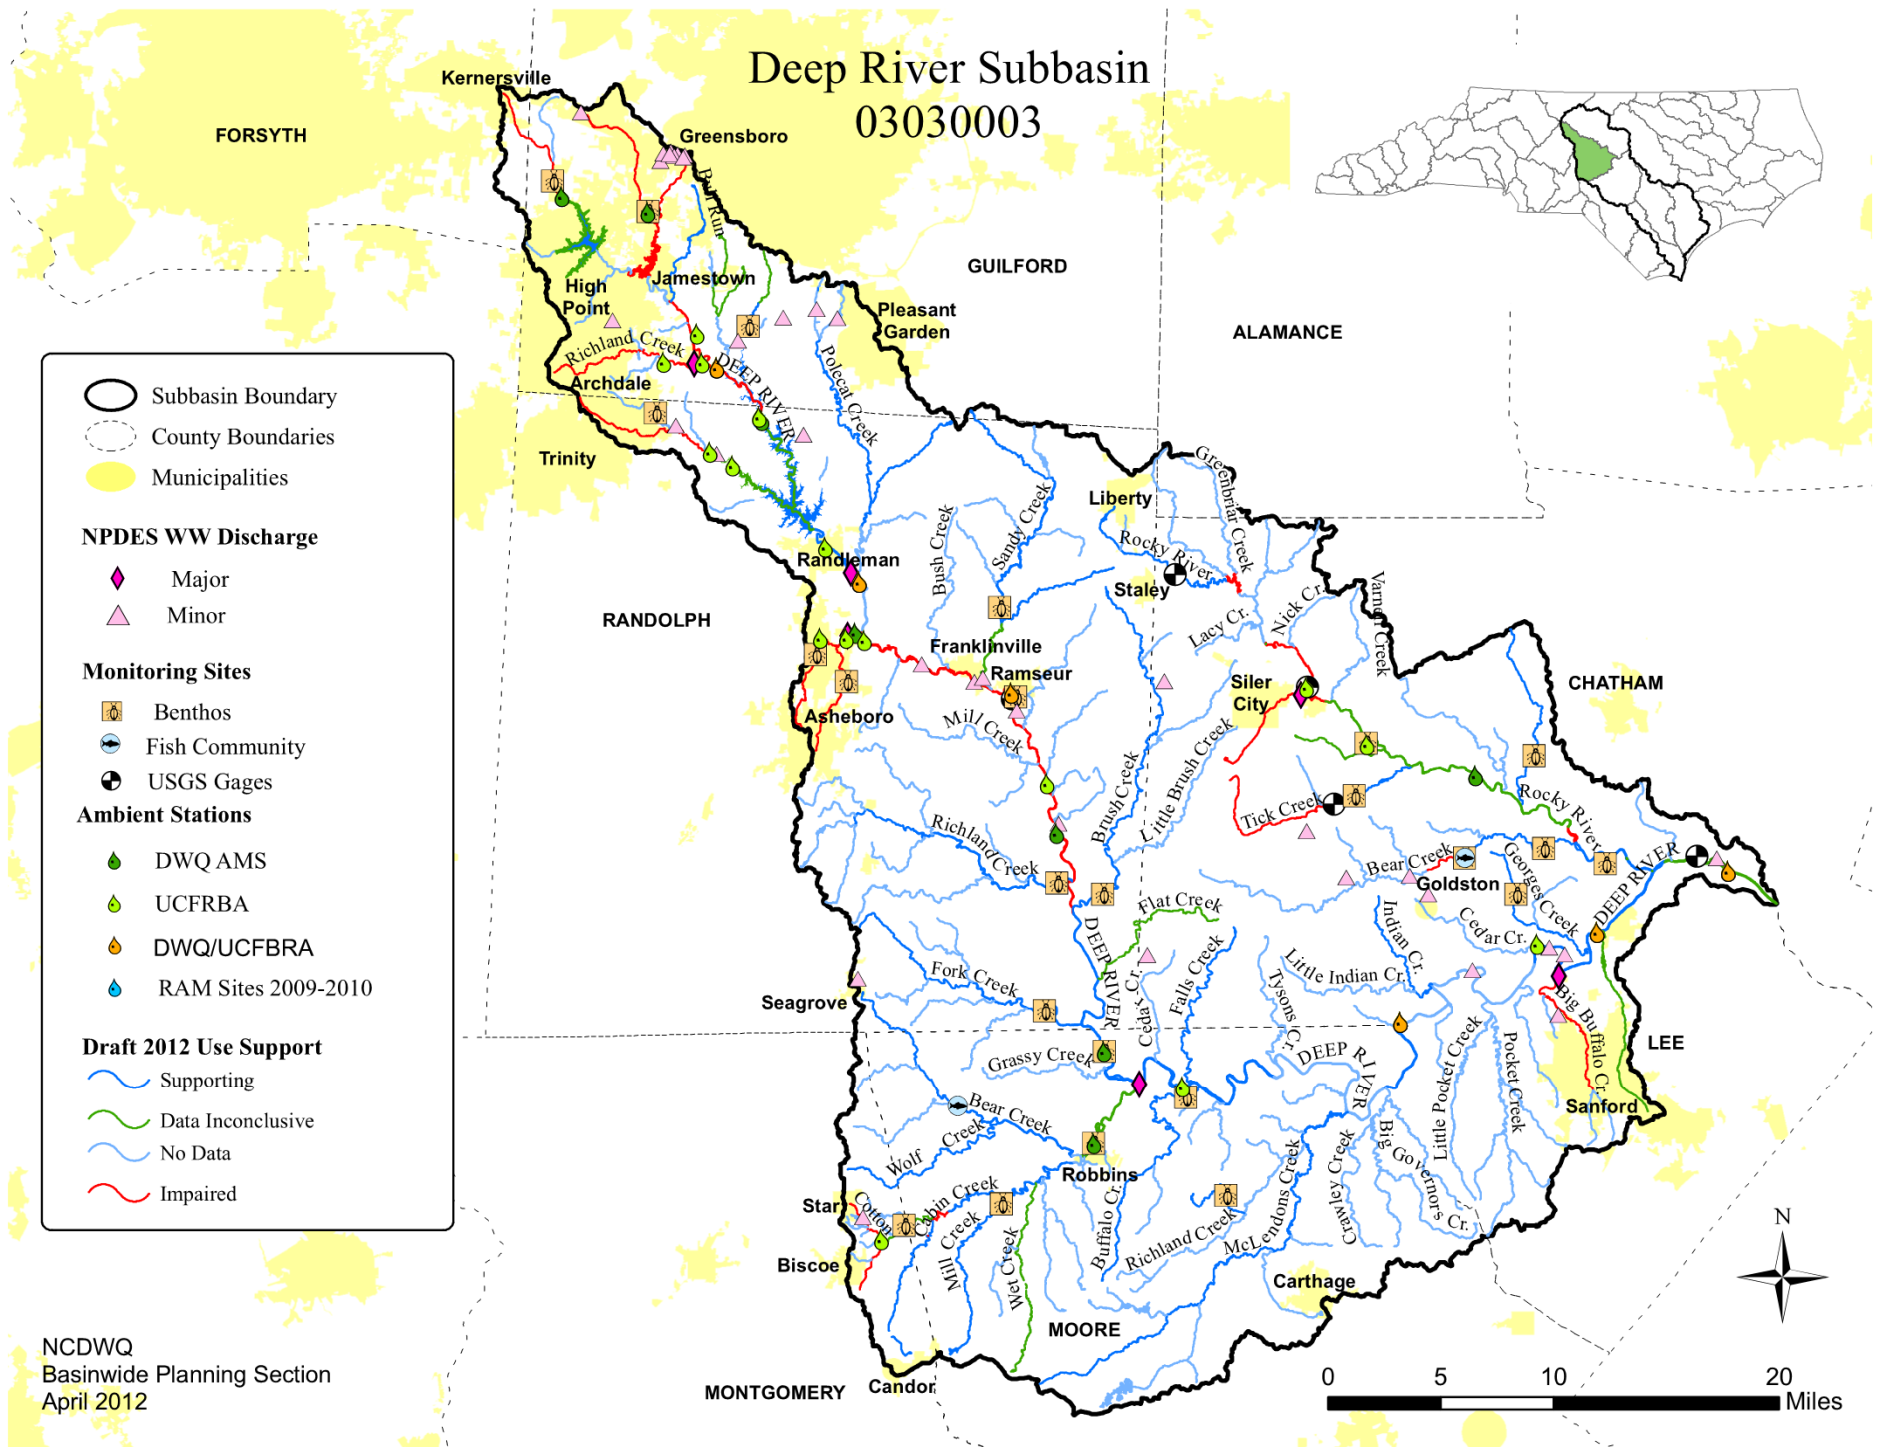 Deep River Subbasin
03030003
Kernersville
FORSYTH
Greensboro
Bull Run
GUILFORD
Jamestown
High
Point
Pleasant
Garden
ALAMANCE
Richland Creek
DEEP RIVER
Polecat Creek
Archdale
Trinity
Subbasin Boundary
County Boundaries
Municipalities
NPDES WW Discharge
Major
Minor
Monitoring Sites
Benthos
Fish Community
USGS Gages
Ambient Stations
DWQ AMS
UCFRBA
DWQ/UCFBRA
RAM Sites 2009-2010
Draft 2012 Use Support
Supporting
Data Inconclusive
No Data
Impaired
Greenbriar Creek
Liberty
Sandy Creek
Bush Creek
Rocky River
Randleman
Staley
RANDOLPH
Lacy Cr.
Nick Cr.
Varnell Creek
Franklinville
Ramseur
Siler
City
CHATHAM
Asheboro
Mill Creek
Brush Creek
Little Brush Creek
Tick Creek
Rocky River
Richland Creek
Bear Creek
Goldston
Georges Creek
DEEP RIVER
Flat Creek
Indian Cr.
Cedar Cr.
DEEP RIVER
Fork Creek
Cedar Cr.
Falls Creek
Tysons Cr.
Little Indian Cr.
Seagrove
Big Buffalo Cr.
LEE
Grassy Creek
DEEP RIVER
Little Pocket Creek
Pocket Creek
Sanford
Bear Creek
Wolf Creek
Robbins
Big Governors Cr.
Crawley Creek
McLendons Creek
Star
Cotton
Cabin Creek
Mill Creek
Wet Creek
Buffalo Cr.
Richland Creek
Biscoe
Carthage
MOORE
MONTGOMERY
Candor
N
0 5 10 20
Miles
NCDWQ
Basinwide Planning Section
April 2012